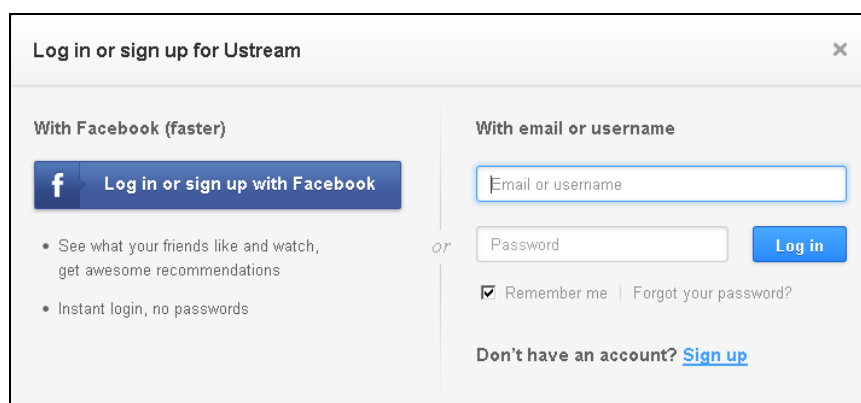 Log in or sign up for Ustream
×
With Facebook (faster)
f Log in or sign up with Facebook
• See what your friends like and watch,
get awesome recommendations
• Instant login, no passwords
or
With email or username
Email or username
Password
Log in
Remember me | Forgot your password?
Don't have an account? Sign up